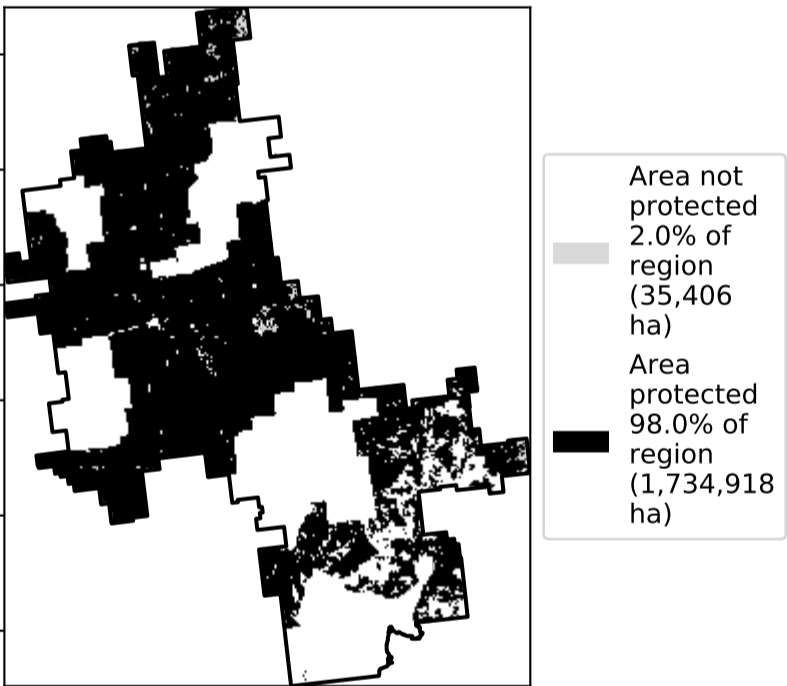 Area not
protected
2.0% of
region
(35,406
ha)
Area
protected
98.0% of
region
(1,734,918
ha)